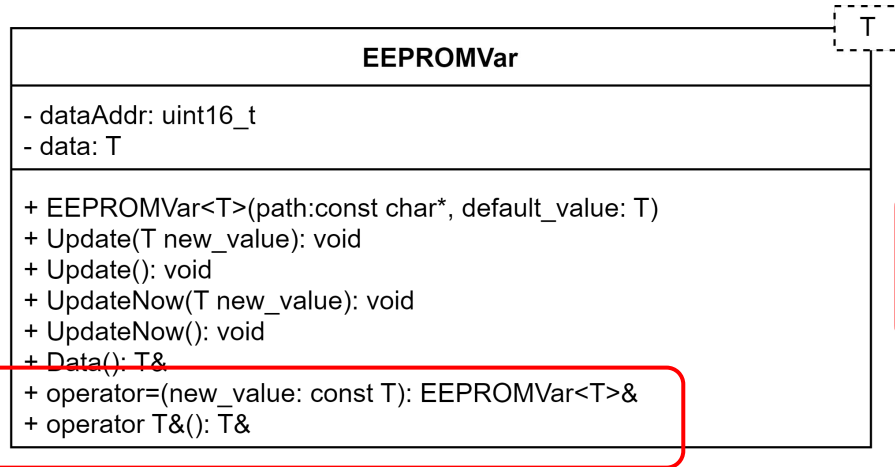 T
EEPROMVar
- dataAddr: uint16_t
- data: T
+ EEPROMVar<T>(path:const char*, default_value: T)
+ Update(T new_value): void
+ Update(): void
+ UpdateNow(T new_value): void
+ UpdateNow(): void
+ Data(): T&
+ operator=(new_value: const T): EEPROMVar<T>&
+ operator T&(): T&